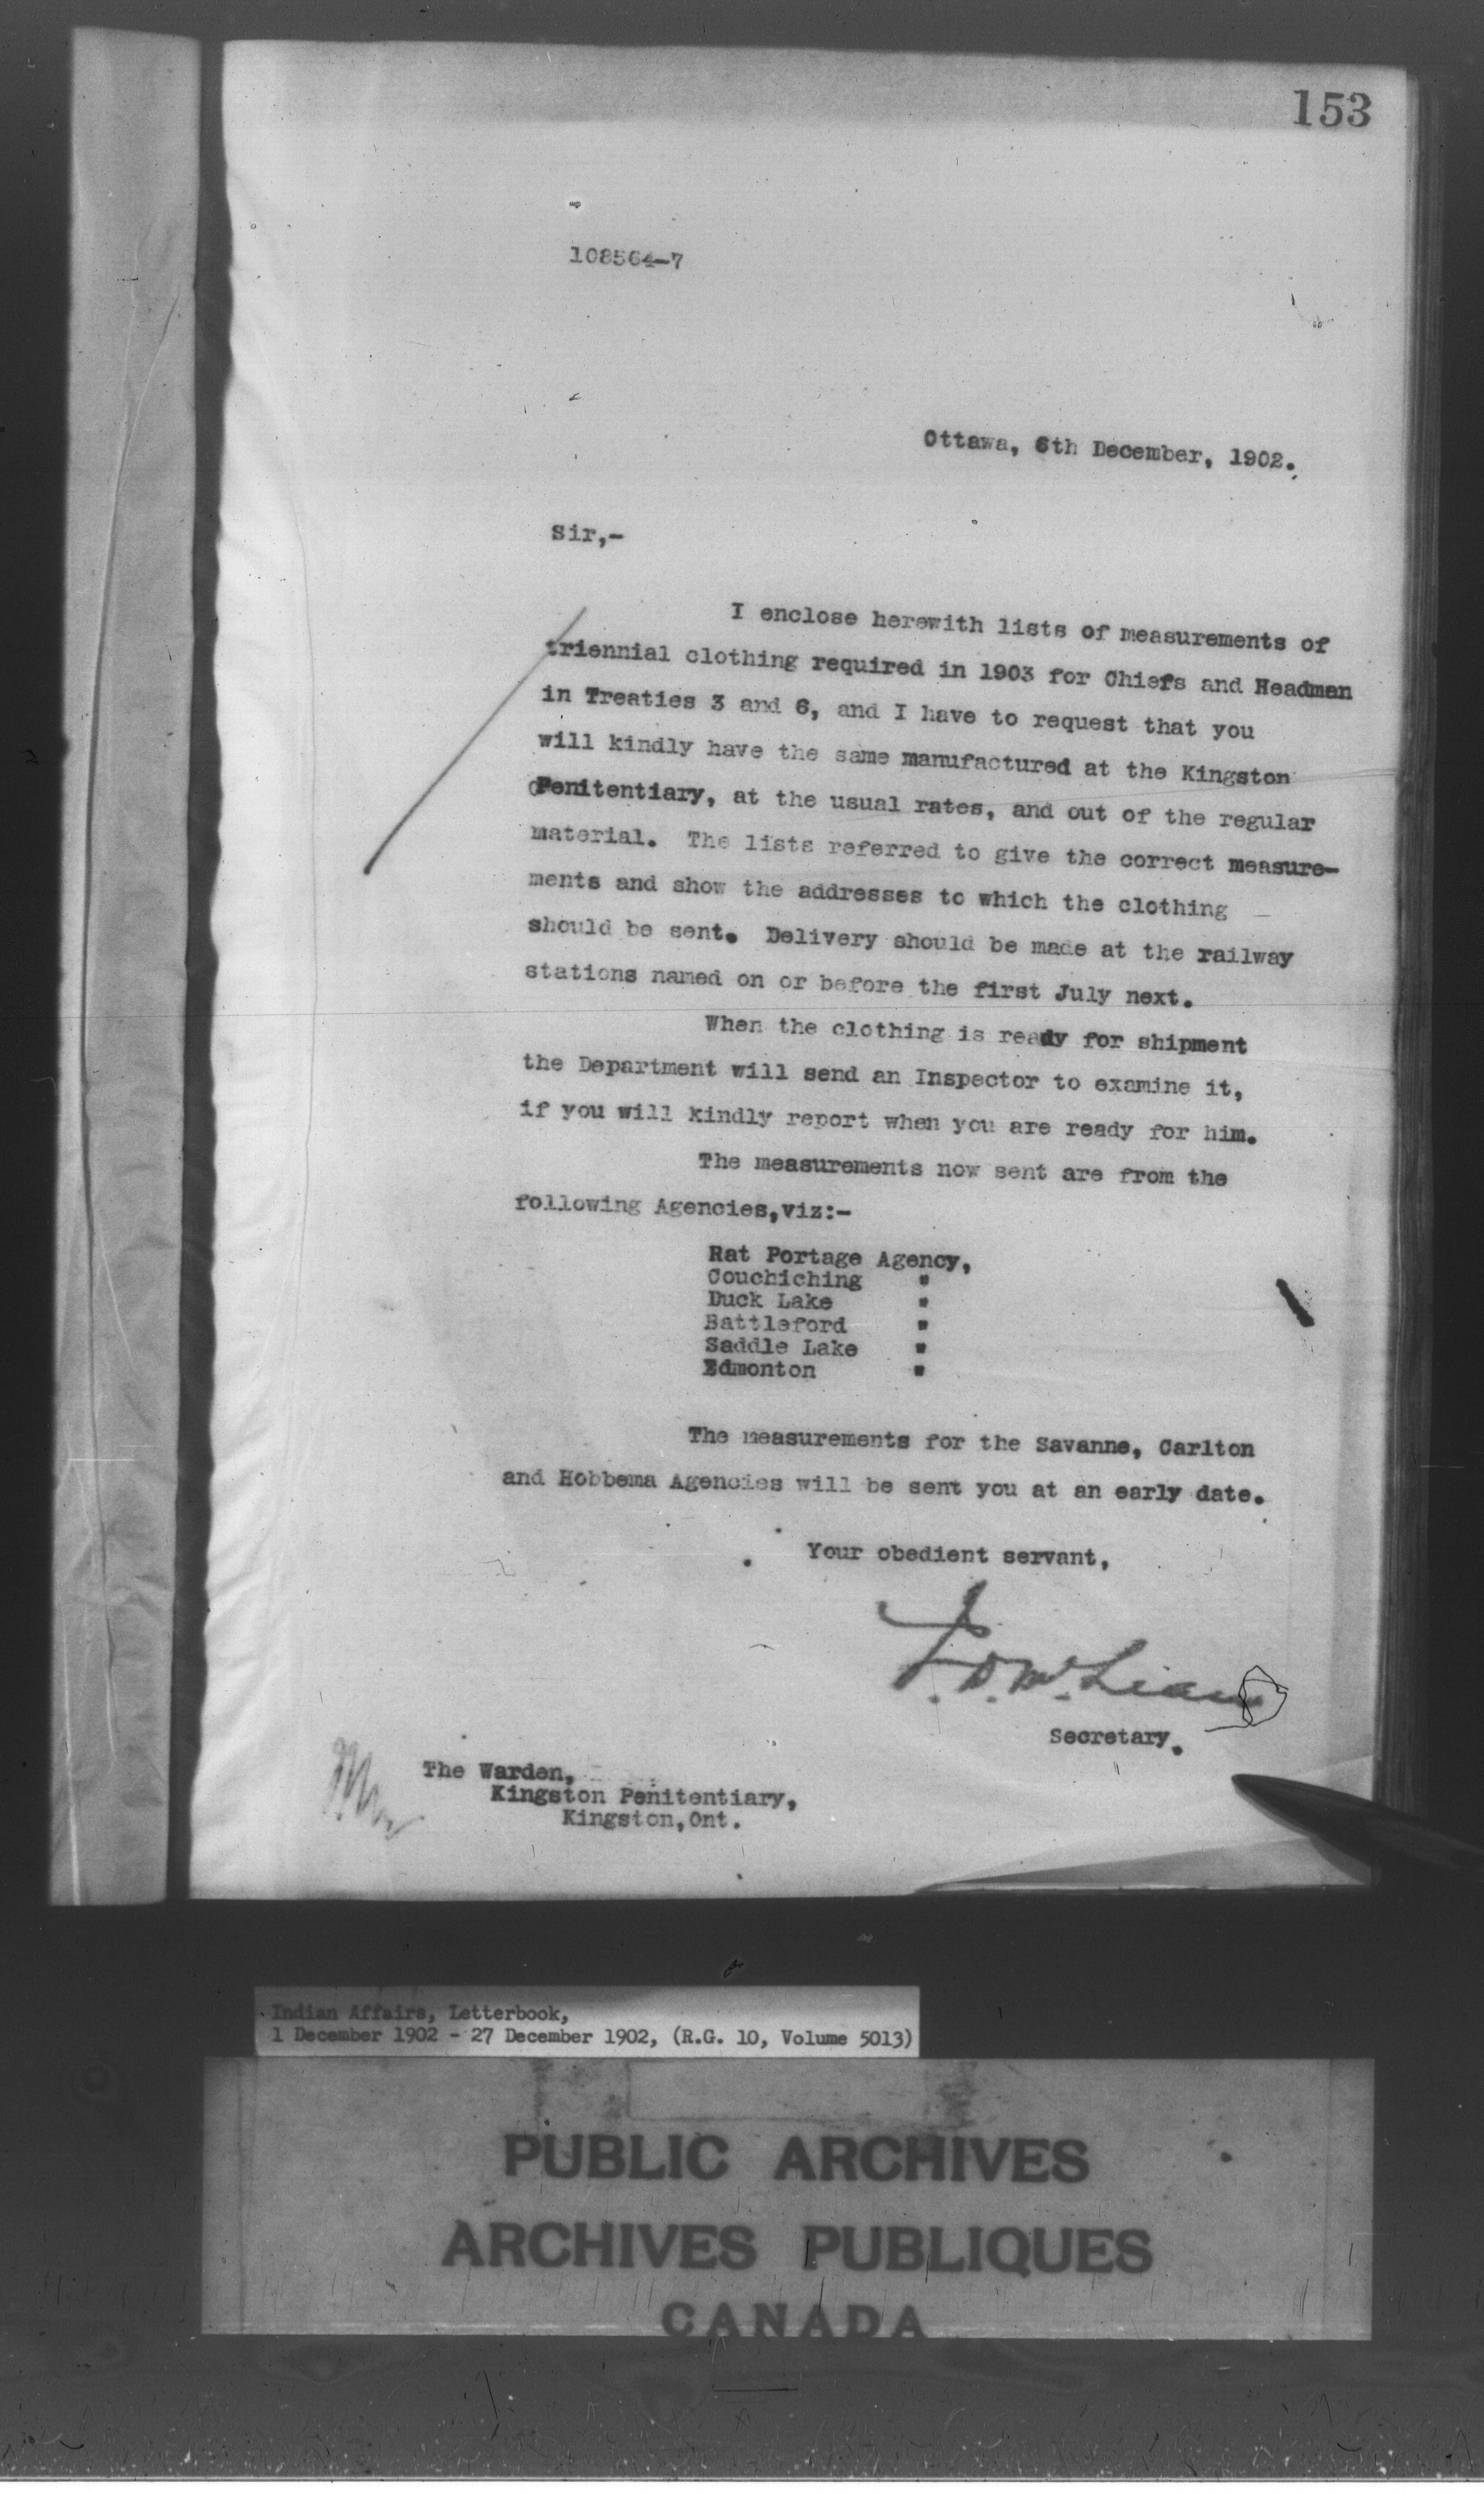 153
108564-7
Ottawa, 6th December, 1902.
Sir,-
I enclose herewith lists of measurements of
triennial clothing required in 1903 for Chiefs and Headmen
in Treaties 3 and 6, and I have to request that you
will kindly have the same manufactured at the Kingston
Penitentiary, at the usual rates, and out of the regular
material. The lists referred to give the correct measure-
ments and show the addresses to which the clothing
should be sent. Delivery should be made at the railway
stations named on or before the first July next.
When the clothing is ready for shipment
the Department will send an Inspector to examine it,
if you will kindly report when you are ready for him.
The measurements now sent are from the
following Agencies,viz:-
Rat Portage Agency,
Couchiching "
Duck Lake "
Battleford "
Saddle Lake "
Edmonton "
The measurements for the Savanne, Carlton
and Hobbema Agencies will be sent you at an early date.
Your obedient servant,
J. D. McLean
Secretary.
The Warden,
Kingston Penitentiary,
Kingston,Ont.
Indian Affairs, Letterbook,
1 December 1902 - 27 December 1902, (R.G. 10, Volume 5013)
PUBLIC ARCHIVES
ARCHIVES PUBLIQUES
CANADA